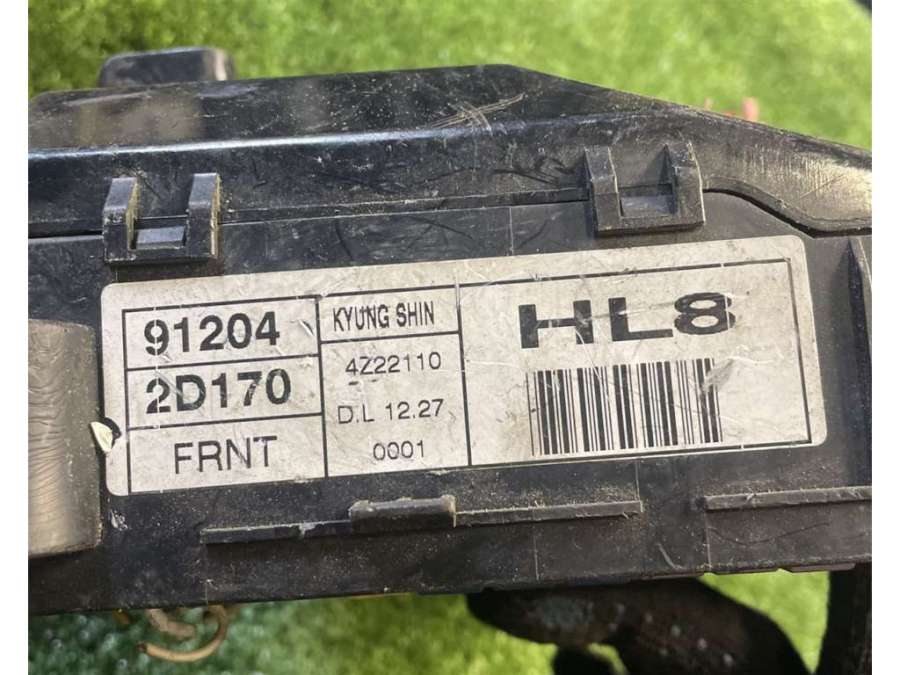 91204
2D170
FRNT
KYUNG SHIN
4Z22110
D.L 12.27
0001
HL8